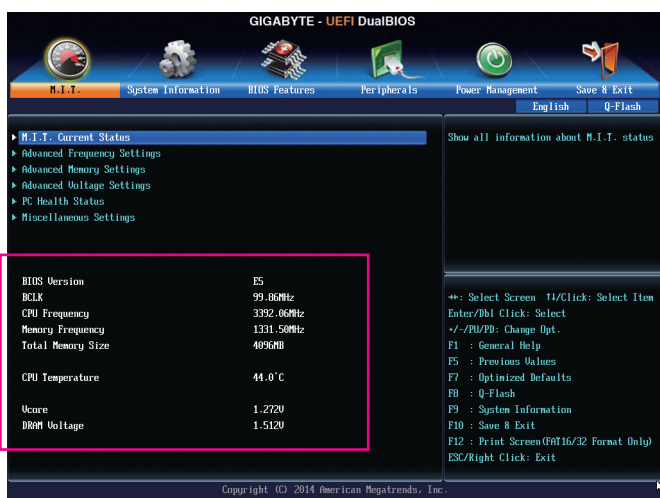 GIGABYTE - UEFI DualBIOS
M.I.T. System Information BIOS Features Peripherals Power Management Save & Exit
English Q-Flash
M.I.T. Current Status
Advanced Frequency Settings
Advanced Memory Settings
Advanced Voltage Settings
PC Health Status
Miscellaneous Settings
BIOS Version E5
BCLK 99.86MHz
CPU Frequency 3392.06MHz
Memory Frequency 1331.50MHz
Total Memory Size 4096MB
CPU Temperature 44.0°C
Vcore 1.272V
DRAM Voltage 1.512V
Show all information about M.I.T. status
→←: Select Screen ↑↓/Click: Select Item
Enter/Dbl Click: Select
+/-/PU/PD: Change Opt.
F1 : General Help
F5 : Previous Values
F7 : Optimized Defaults
F8 : Q-Flash
F9 : System Information
F10 : Save & Exit
F12 : Print Screen(FAT16/32 Format Only)
ESC/Right Click: Exit
Copyright (C) 2014 American Megatrends, Inc.